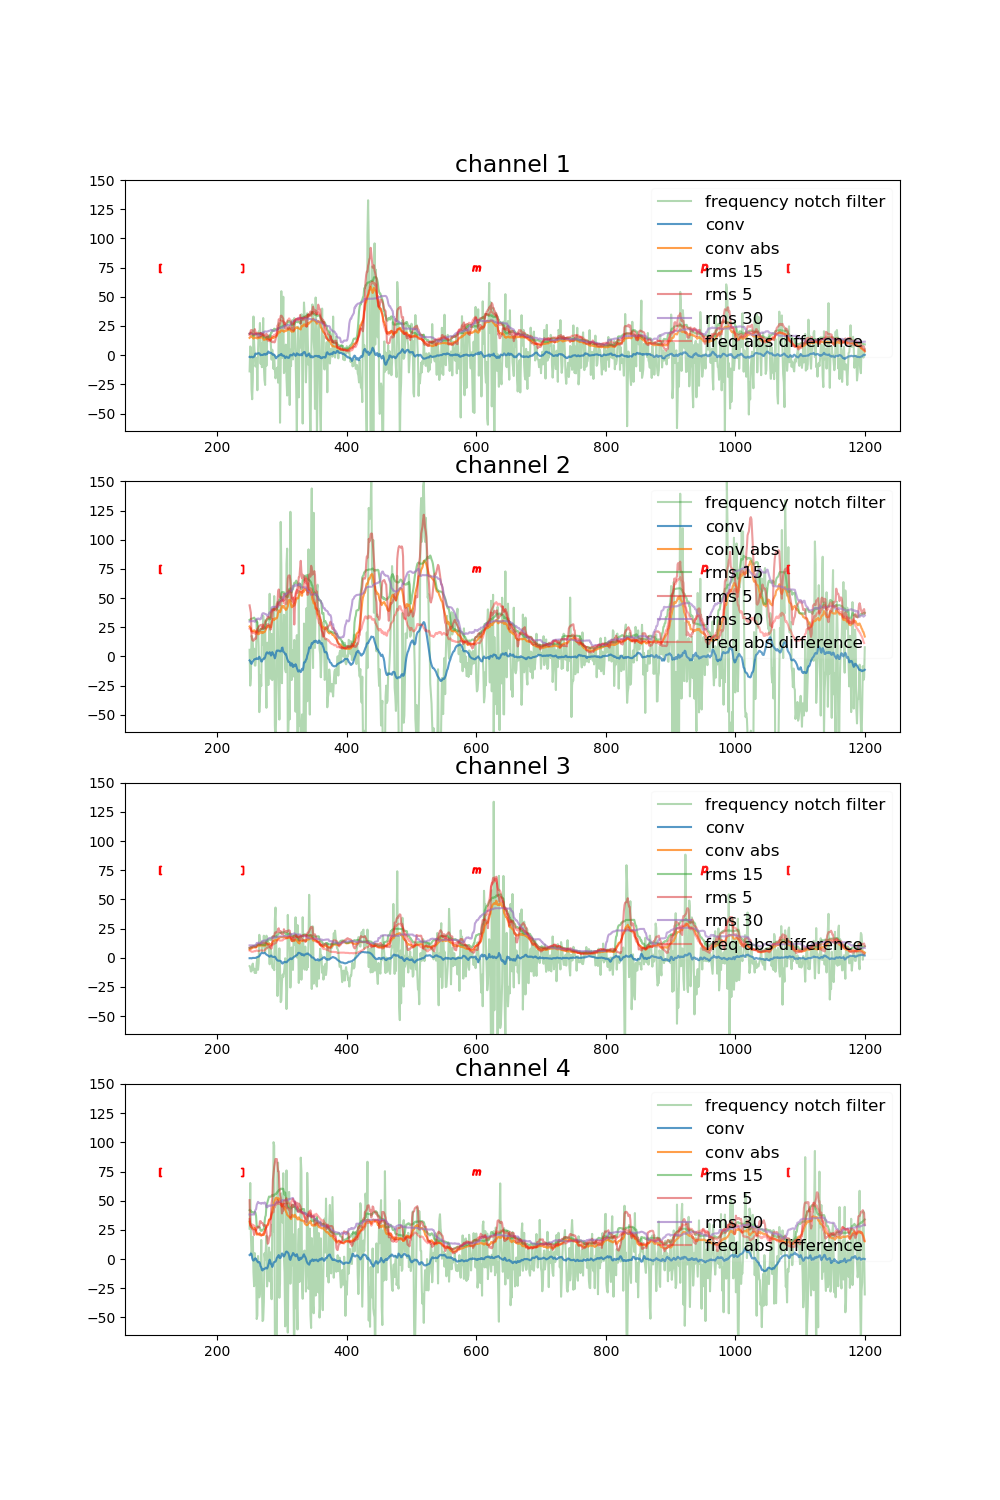 channel 1
150
125
100
75
50
25
0
−25
−50
frequency notch filter
conv
conv abs
rms 15
rms 5
rms 30
freq abs difference
[ ] m p [
200 400 600 800 1000 1200
channel 2
150
125
100
75
50
25
0
−25
−50
frequency notch filter
conv
conv abs
rms 15
rms 5
rms 30
freq abs difference
[ ] m p [
200 400 600 800 1000 1200
channel 3
150
125
100
75
50
25
0
−25
−50
frequency notch filter
conv
conv abs
rms 15
rms 5
rms 30
freq abs difference
[ ] m p [
200 400 600 800 1000 1200
channel 4
150
125
100
75
50
25
0
−25
−50
frequency notch filter
conv
conv abs
rms 15
rms 5
rms 30
freq abs difference
[ ] m p [
200 400 600 800 1000 1200